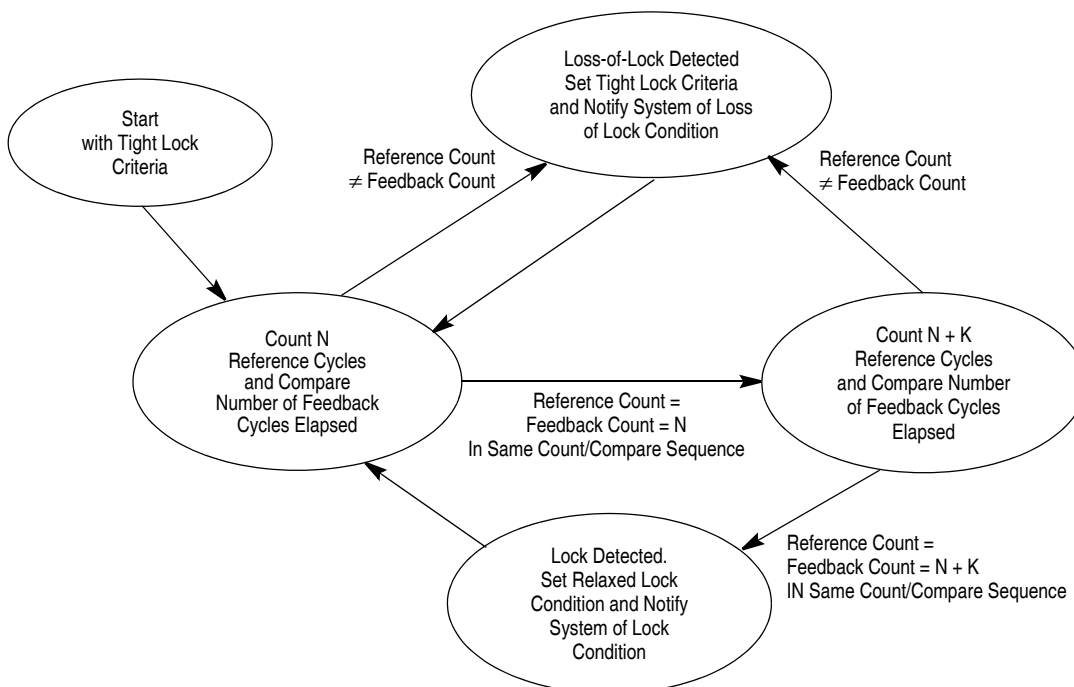 Loss-of-Lock Detected
Set Tight Lock Criteria
and Notify System of Loss
of Lock Condition
Start
with Tight Lock
Criteria
Reference Count
≠ Feedback Count
Reference Count
≠ Feedback Count
Count N
Reference Cycles
and Compare
Number of Feedback
Cycles Elapsed
Count N + K
Reference Cycles
and Compare Number
of Feedback Cycles
Elapsed
Reference Count =
Feedback Count = N
In Same Count/Compare Sequence
Lock Detected.
Set Relaxed Lock
Condition and Notify
System of Lock
Condition
Reference Count =
Feedback Count = N + K
IN Same Count/Compare Sequence